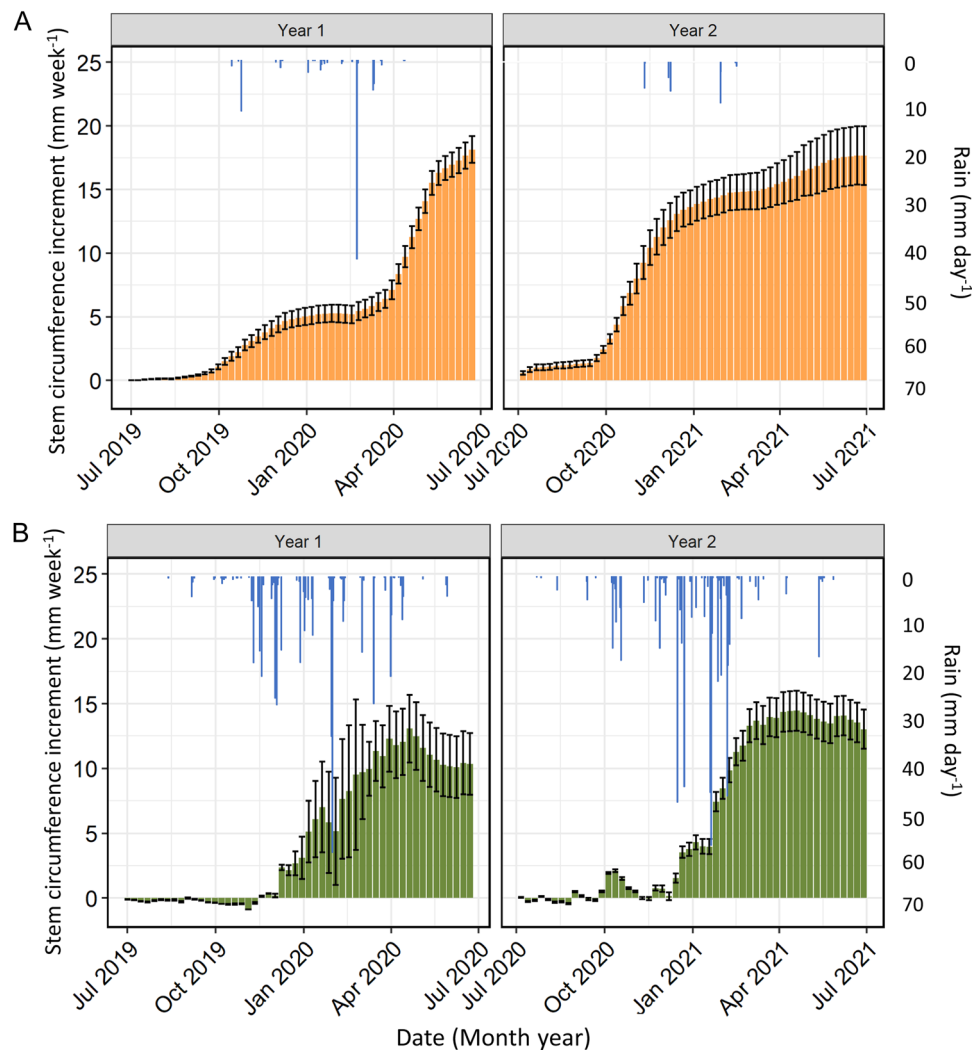 A
Year 1
Year 2
Stem circumference increment (mm week-1)
25
20
15
10
5
0
0
10
20
30
40
50
60
70
Rain (mm day-1)
Jul 2019
Oct 2019
Jan 2020
Apr 2020
Jul 2020
Jul 2020
Oct 2020
Jan 2021
Apr 2021
Jul 2021
B
Year 1
Year 2
Stem circumference increment (mm week-1)
25
20
15
10
5
0
0
10
20
30
40
50
60
70
Rain (mm day-1)
Jul 2019
Oct 2019
Jan 2020
Apr 2020
Jul 2020
Jul 2020
Oct 2020
Jan 2021
Apr 2021
Jul 2021
Date (Month year)